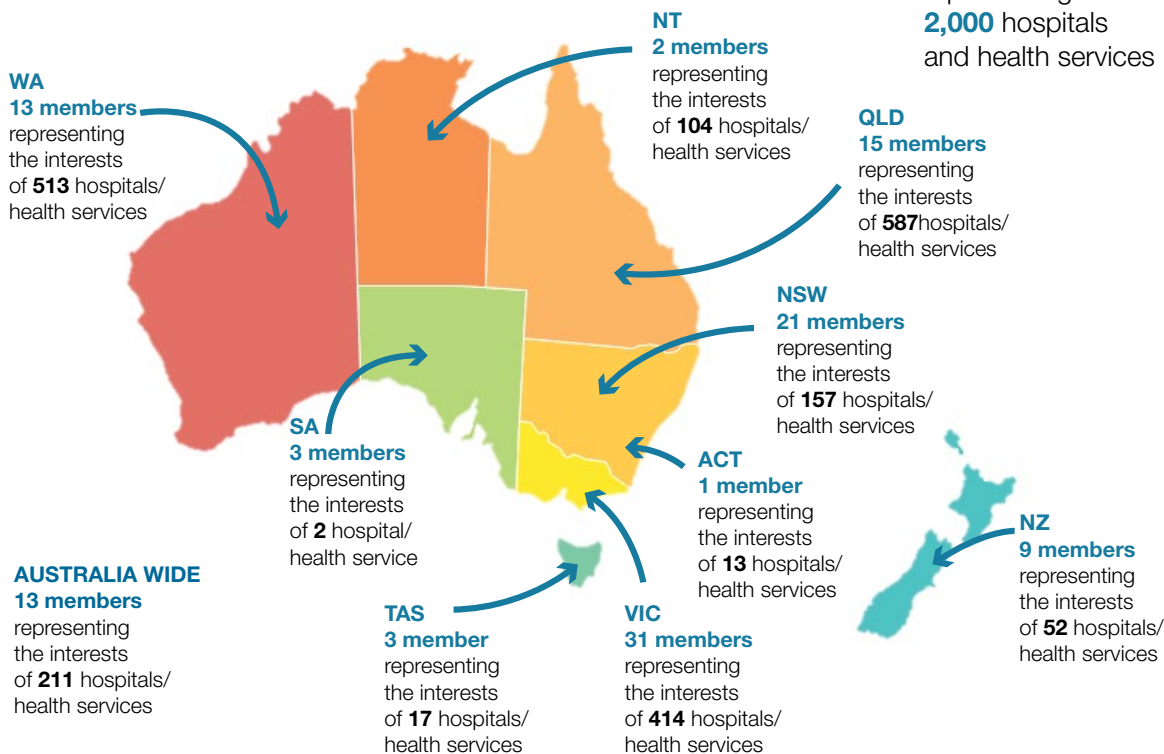 2,000 hospitals
and health services
NT
2 members
representing
the interests
of 104 hospitals/
health services
WA
13 members
representing
the interests
of 513 hospitals/
health services
QLD
15 members
representing
the interests
of 587hospitals/
health services
NSW
21 members
representing
the interests
of 157 hospitals/
health services
SA
3 members
representing
the interests
of 2 hospital/
health service
ACT
1 member
representing
the interests
of 13 hospitals/
health services
NZ
9 members
representing
the interests
of 52 hospitals/
health services
AUSTRALIA WIDE
13 members
representing
the interests
of 211 hospitals/
health services
TAS
3 member
representing
the interests
of 17 hospitals/
health services
VIC
31 members
representing
the interests
of 414 hospitals/
health services